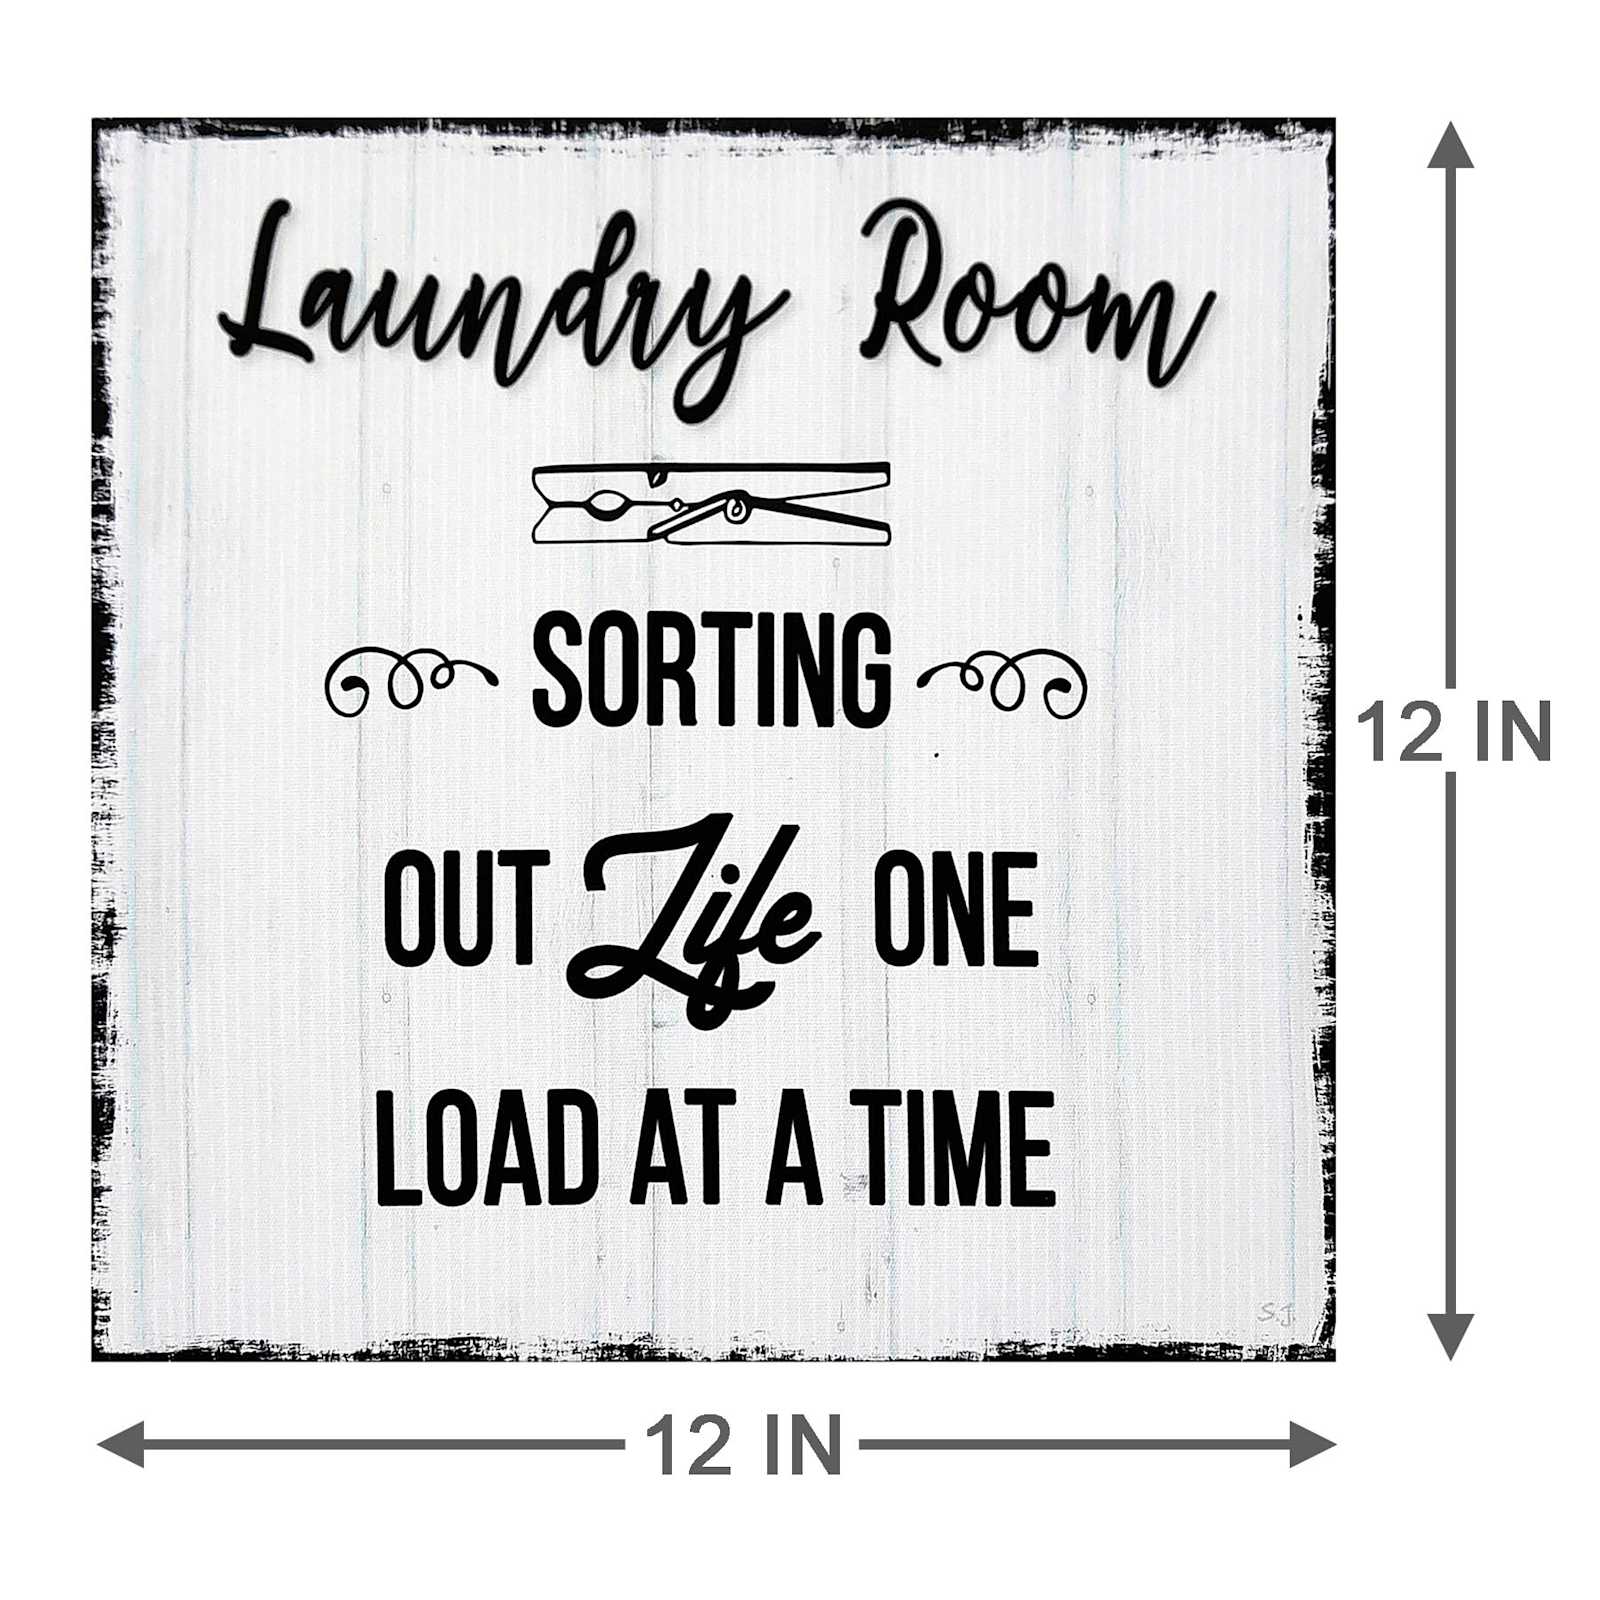 Laundry Room
SORTING
OUT Life ONE
LOAD AT A TIME
S.J.
12 IN
12 IN